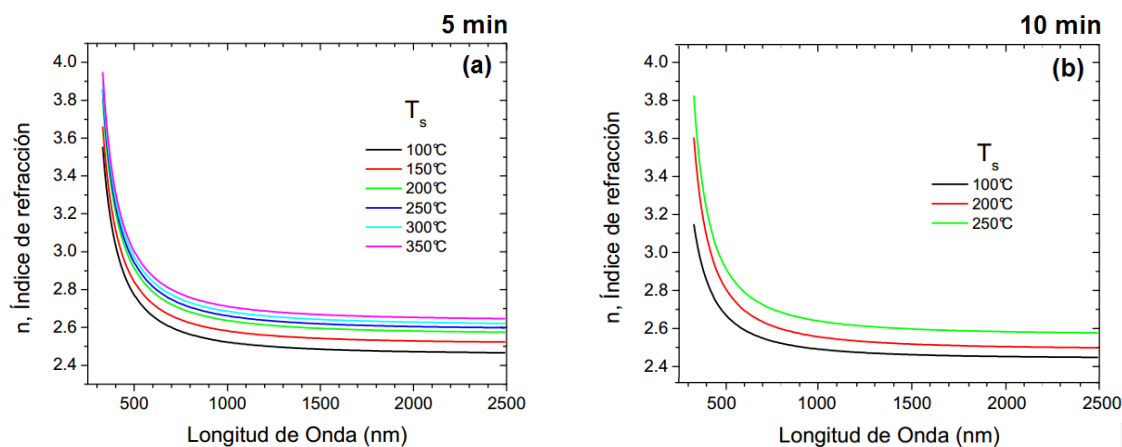 5 min
(a)
n, Índice de refracción
4.0
3.8
3.6
3.4
3.2
3.0
2.8
2.6
2.4
T_s
100°C
150°C
200°C
250°C
300°C
350°C
500
1000
1500
2000
2500
Longitud de Onda (nm)
10 min
(b)
n, Índice de refracción
4.0
3.8
3.6
3.4
3.2
3.0
2.8
2.6
2.4
T_s
100°C
200°C
250°C
500
1000
1500
2000
2500
Longitud de Onda (nm)